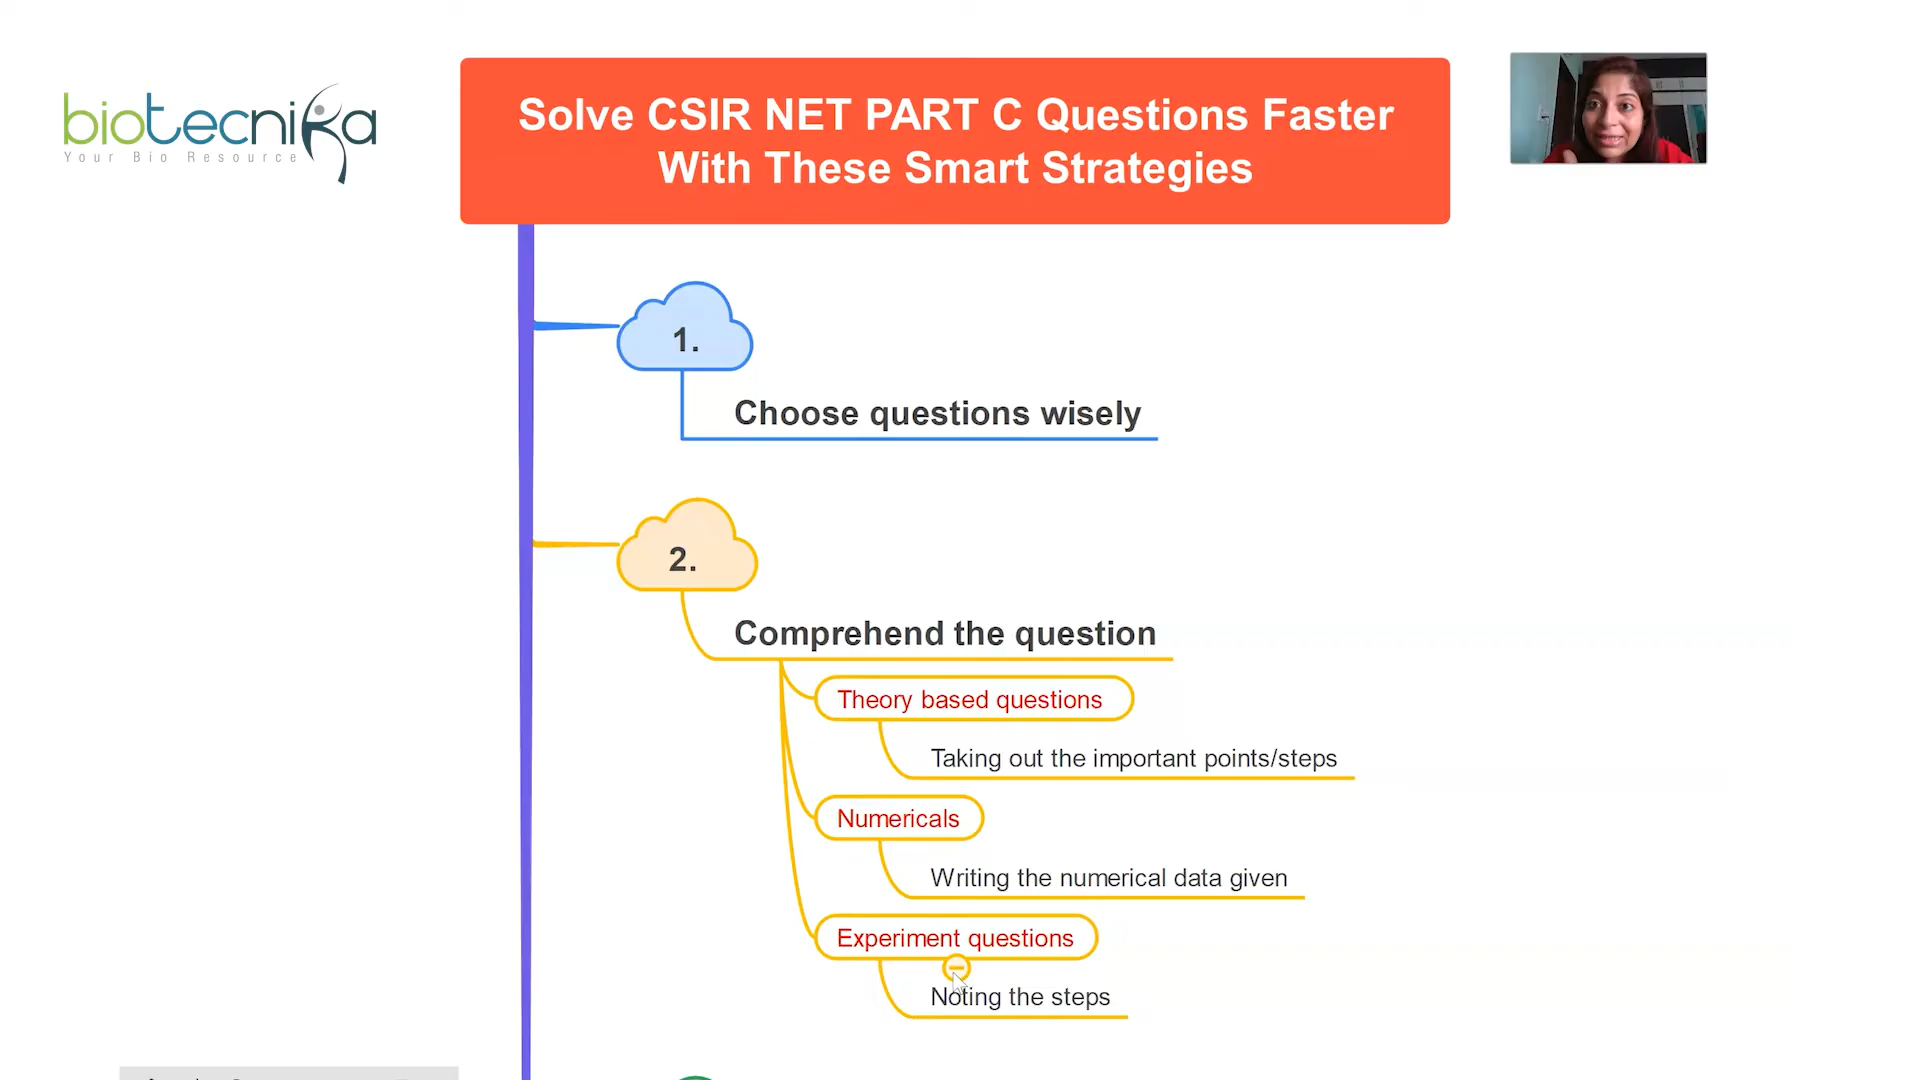 biotecnika
Your Bio Resource
Solve CSIR NET PART C Questions Faster
With These Smart Strategies
1.
Choose questions wisely
2.
Comprehend the question
Theory based questions
Taking out the important points/steps
Numericals
Writing the numerical data given
Experiment questions
Noting the steps